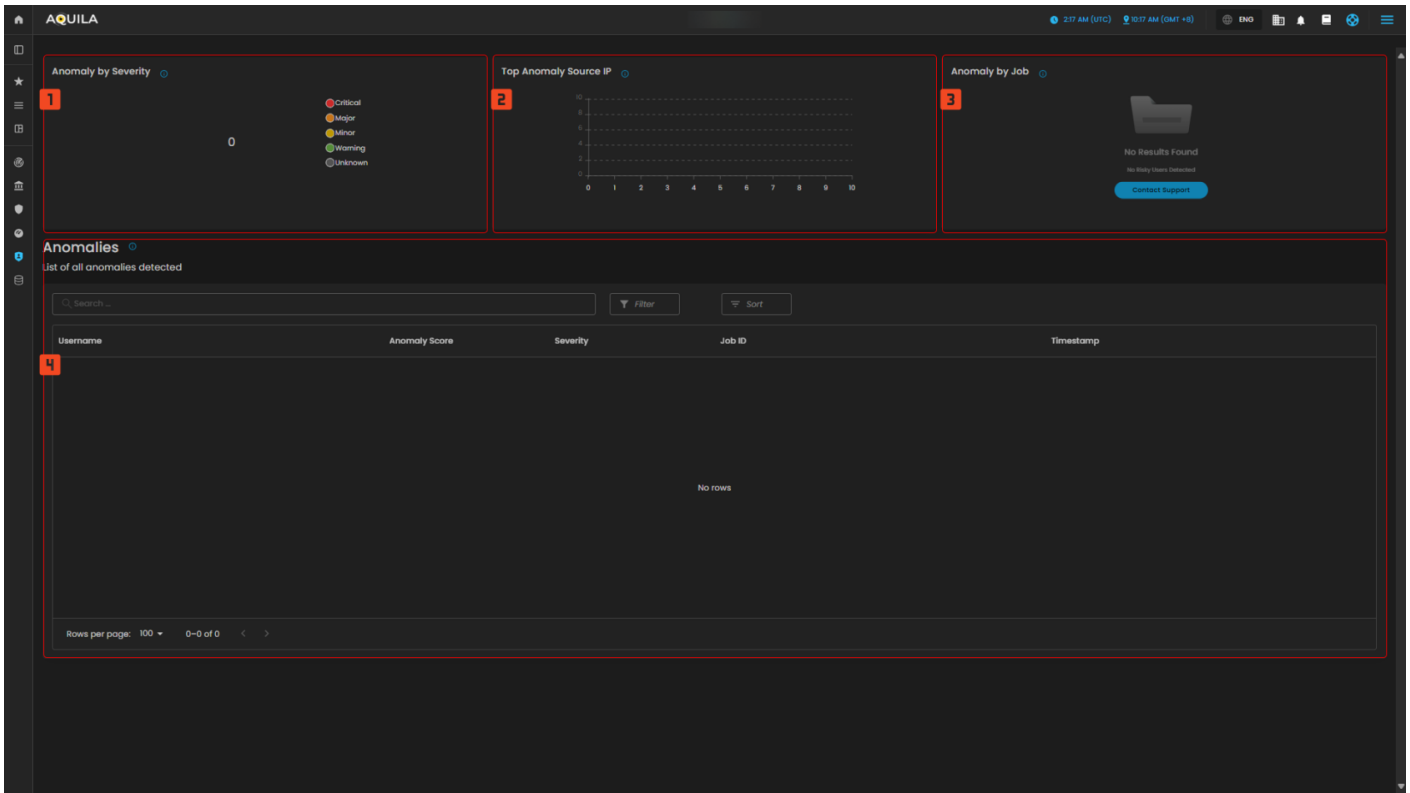 AQUILA
2:17 AM (UTC) 10:17 AM (GMT +8) ENG
Anomaly by Severity
1
0
Critical
Major
Minor
Warning
Unknown
Top Anomaly Source IP
2
10
8
6
4
2
0
0 1 2 3 4 5 6 7 8 9 10
Anomaly by Job
3
No Results Found
No Risky Users Detected
Contact Support
Anomalies
List of all anomalies detected
Search ...
Filter
Sort
Username Anomaly Score Severity Job ID Timestamp
4
No rows
Rows per page: 100 0–0 of 0